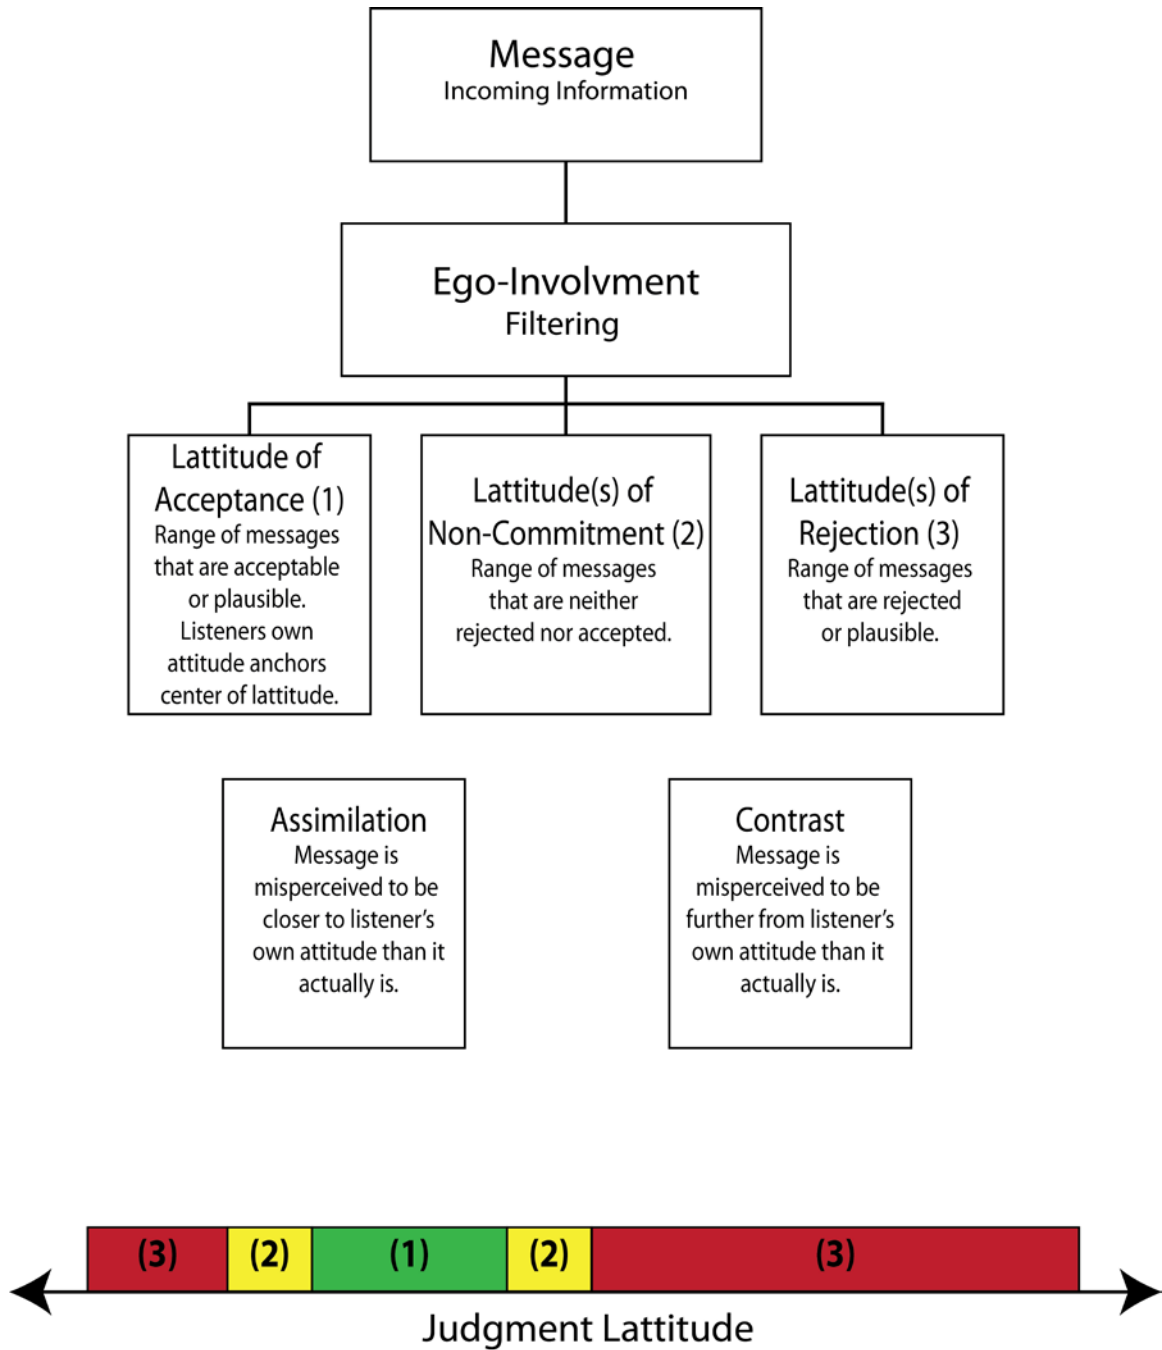 Message
Incoming Information
Ego-Involvment
Filtering
Lattitude of
Acceptance (1)
Range of messages
that are acceptable
or plausible.
Listeners own
attitude anchors
center of lattitude.
Lattitude(s) of
Non-Commitment (2)
Range of messages
that are neither
rejected nor accepted.
Lattitude(s) of
Rejection (3)
Range of messages
that are rejected
or plausible.
Assimilation
Message is
misperceived to be
closer to listener’s
own attitude than it
actually is.
Contrast
Message is
misperceived to be
further from listener’s
own attitude than it
actually is.
(3) (2) (1) (2) (3)
Judgment Lattitude